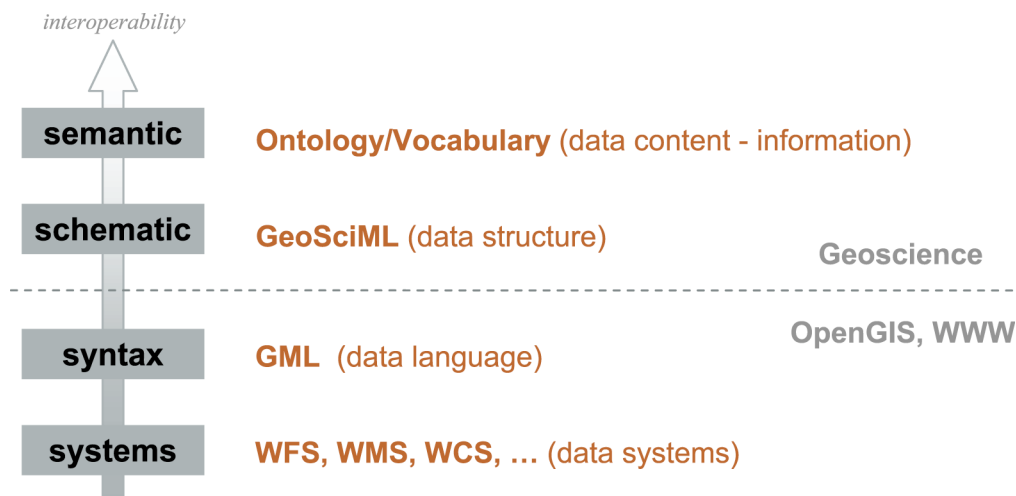 interoperability
semantic
Ontology/Vocabulary (data content - information)
schematic
GeoSciML (data structure)
Geoscience
OpenGIS, WWW
syntax
GML (data language)
systems
WFS, WMS, WCS, ... (data systems)